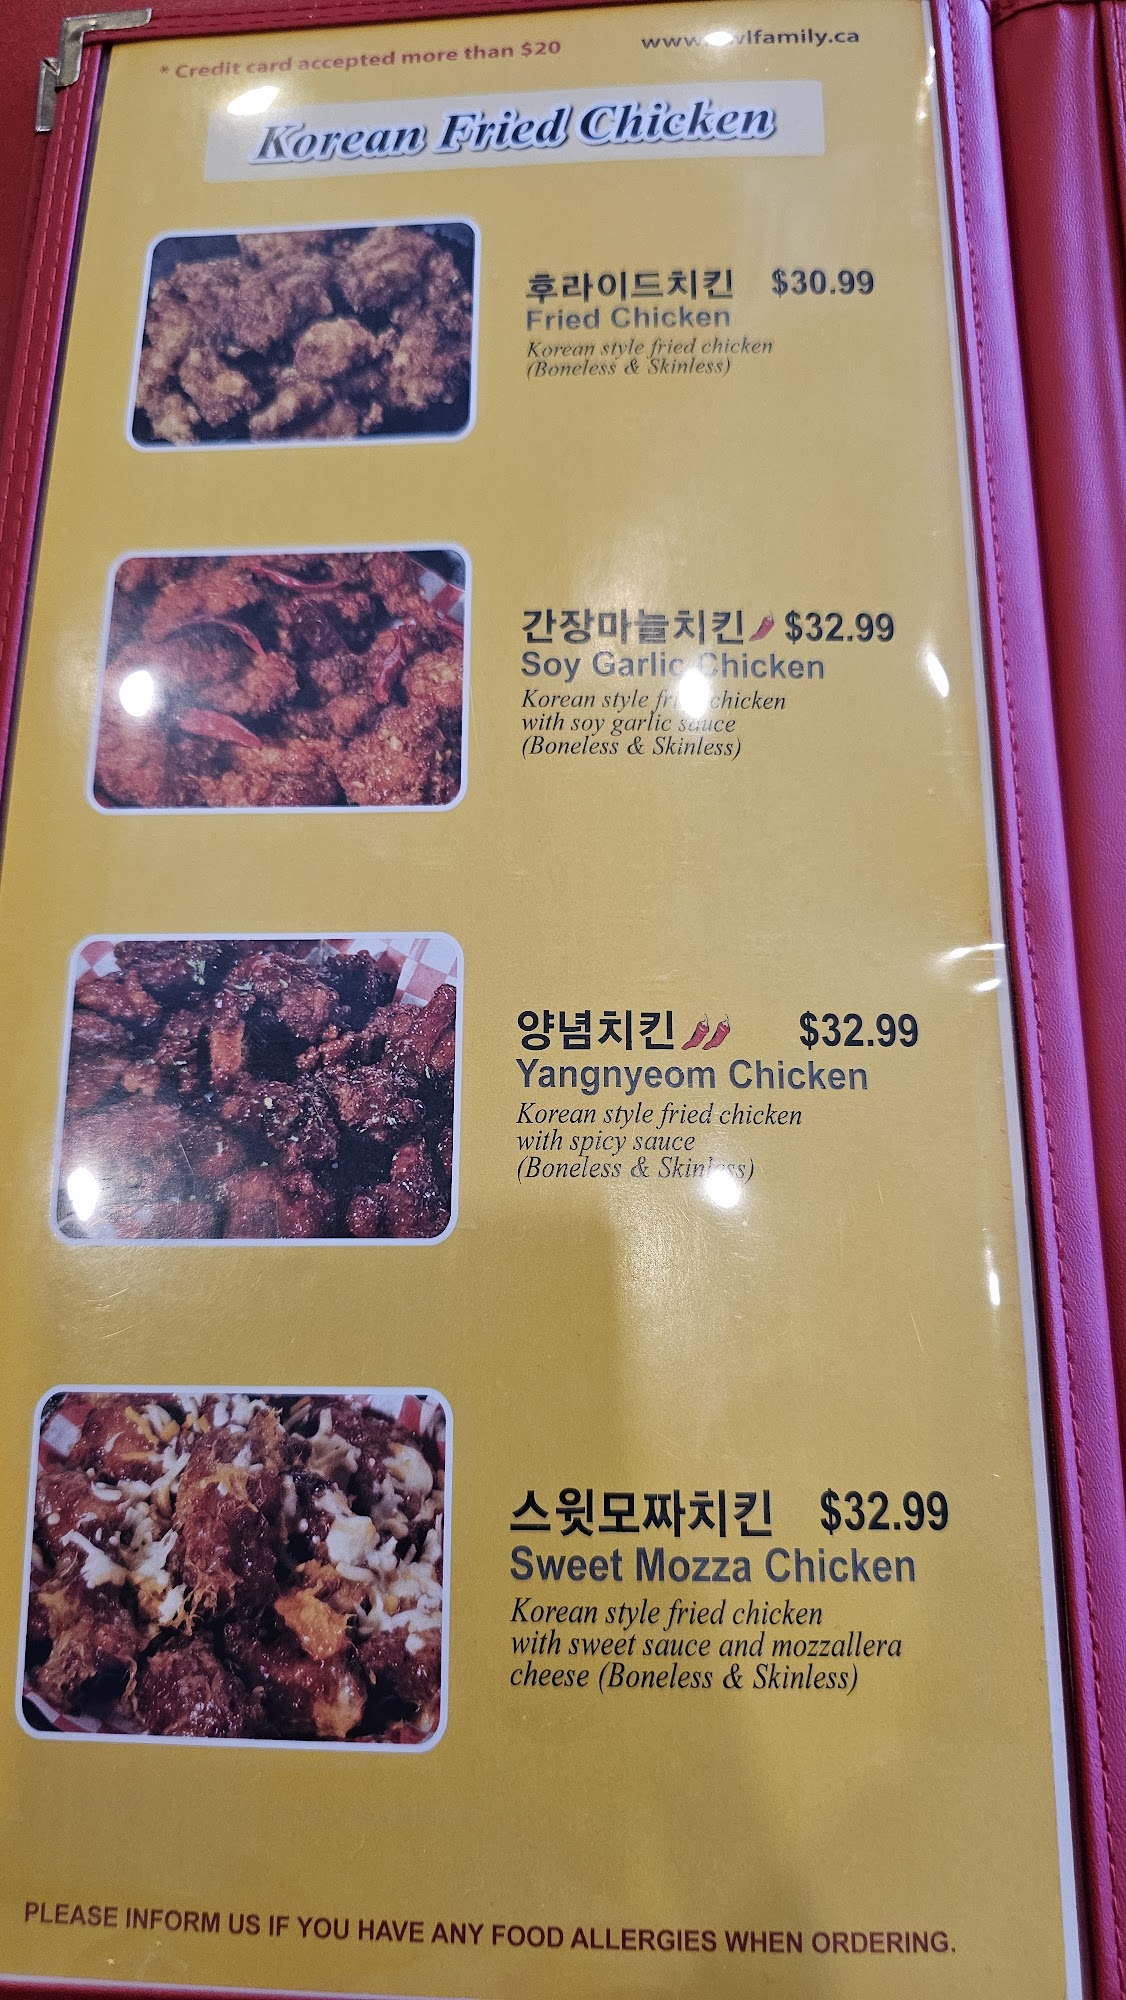 * Credit card accepted more than $20
Korean Fried Chicken
후라이드치킨 $30.99
Fried Chicken
Korean style fried chicken
(Boneless & Skinless)
간장마늘치킨 $32.99
Soy Garlic Chicken
Korean style fried chicken
with soy garlic sauce
(Boneless & Skinless)
양념치킨 $32.99
Yangnyeom Chicken
Korean style fried chicken
with spicy sauce
(Boneless & Skinless)
스윗모짜치킨 $32.99
Sweet Mozza Chicken
Korean style fried chicken
with sweet sauce and mozzallera
cheese (Boneless & Skinless)
PLEASE INFORM US IF YOU HAVE ANY FOOD ALLERGIES WHEN ORDERING.